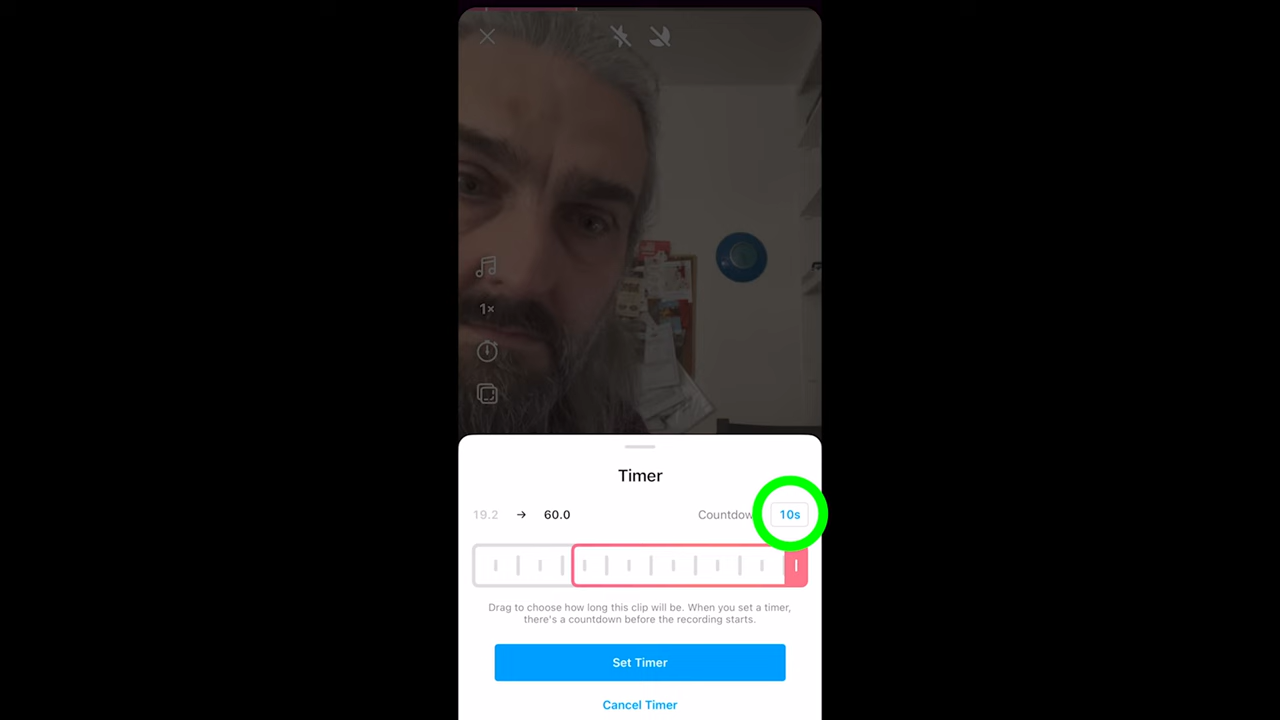 1×
Timer
19.2 → 60.0 Countdow 10s
Drag to choose how long this clip will be. When you set a timer,
there's a countdown before the recording starts.
Set Timer
Cancel Timer